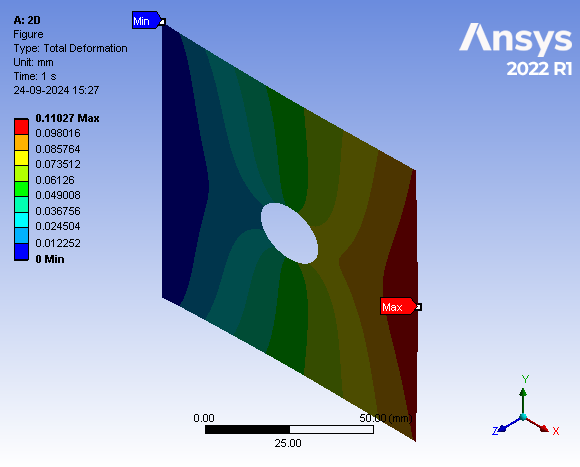 A: 2D
Figure
Type: Total Deformation
Unit: mm
Time: 1 s
24-09-2024 15:27
0.11027 Max
0.098016
0.085764
0.073512
0.06126
0.049008
0.036756
0.024504
0.012252
0 Min
Min
Ansys
2022 R1
Max
0.00
50.00 (mm)
25.00
Y
Z
X